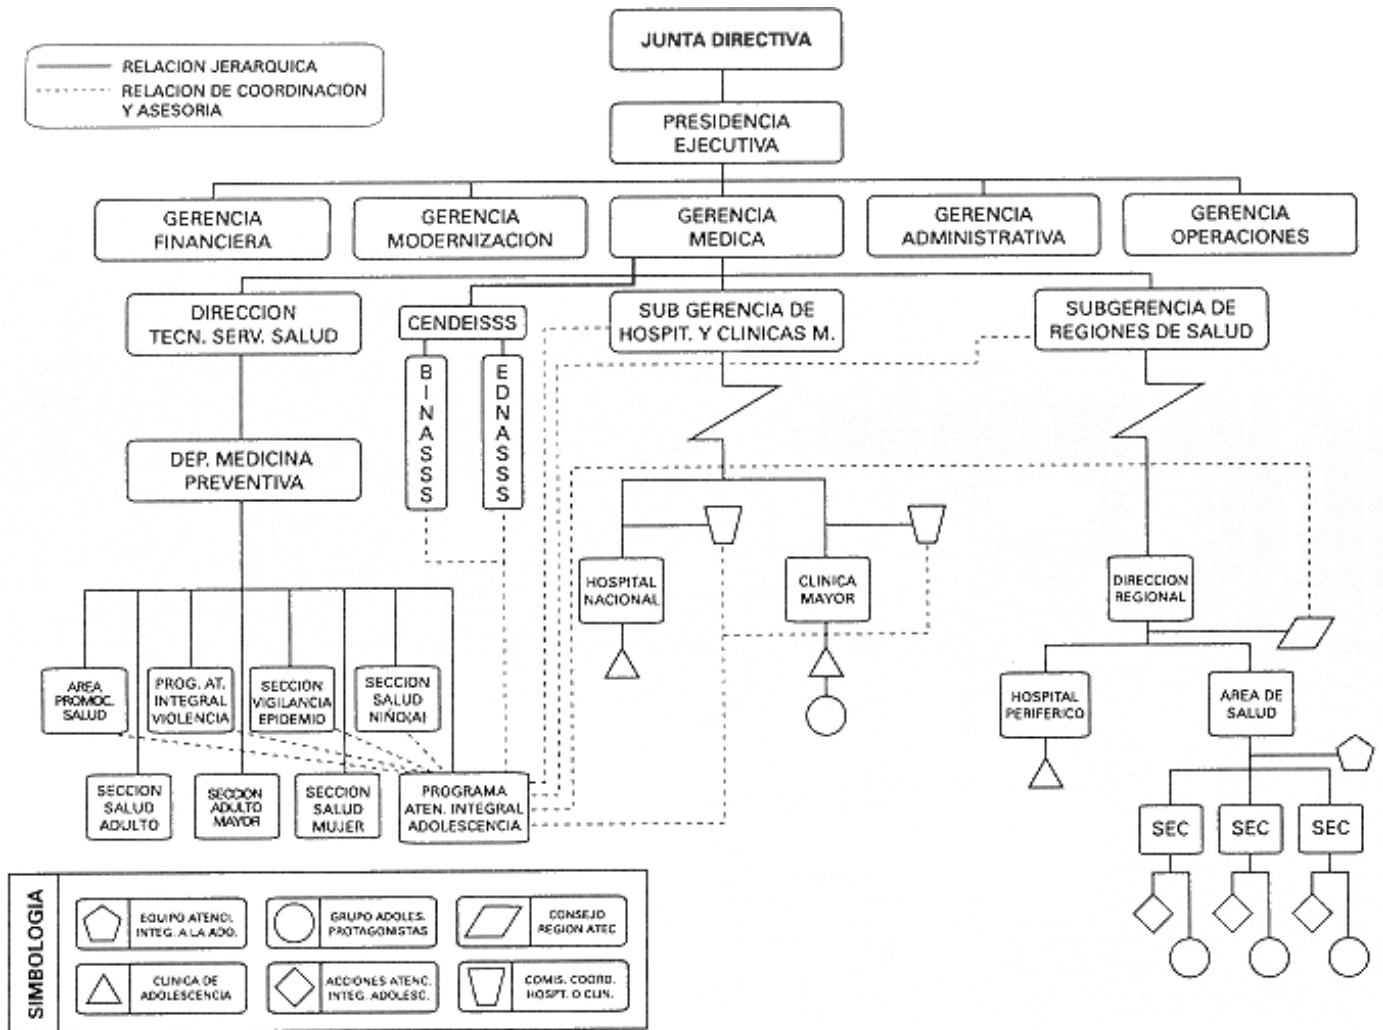 JUNTA DIRECTIVA
RELACION JERARQUICA
RELACION DE COORDINACIÓN
Y ASESORIA
PRESIDENCIA
EJECUTIVA
GERENCIA
FINANCIERA
GERENCIA
MODERNIZACION
GERENCIA
MEDICA
GERENCIA
ADMINISTRATIVA
GERENCIA
OPERACIONES
DIRECCION
TECN. SERV. SALUD
CENDEISSS
SUB GERENCIA DE
HOSPIT. Y CLINICAS M.
SUBGERENCIA DE
REGIONES DE SALUD
BINASSS
EDNASSS
DEP. MEDICINA
PREVENTIVA
HOSPITAL
NACIONAL
CLINICA
MAYOR
DIRECCION
REGIONAL
AREA
PROMOC.
SALUD
PROG. AT.
INTEGRAL
VIOLENCIA
SECCION
VIGILANCIA
EPIDEMIO
SECCION
SALUD
NIÑO(A)
HOSPITAL
PERIFERICO
AREA DE
SALUD
SECCION
SALUD
ADULTO
SECCION
ADULTO
MAYOR
SECCION
SALUD
MUJER
PROGRAMA
ATEN. INTEGRAL
ADOLESCENCIA
SEC
SEC
SEC
SIMBOLOGIA
EQUIPO ATENCI.
INTEG. A LA ADO.
GRUPO ADOLES.
PROTAGONISTAS
CONSEJO
REGION ATEC
CLINICA DE
ADOLESCENCIA
ACCIONES ATENC.
INTEG. ADOLESC.
COMIS. COORD.
HOSPT. O CLIN.